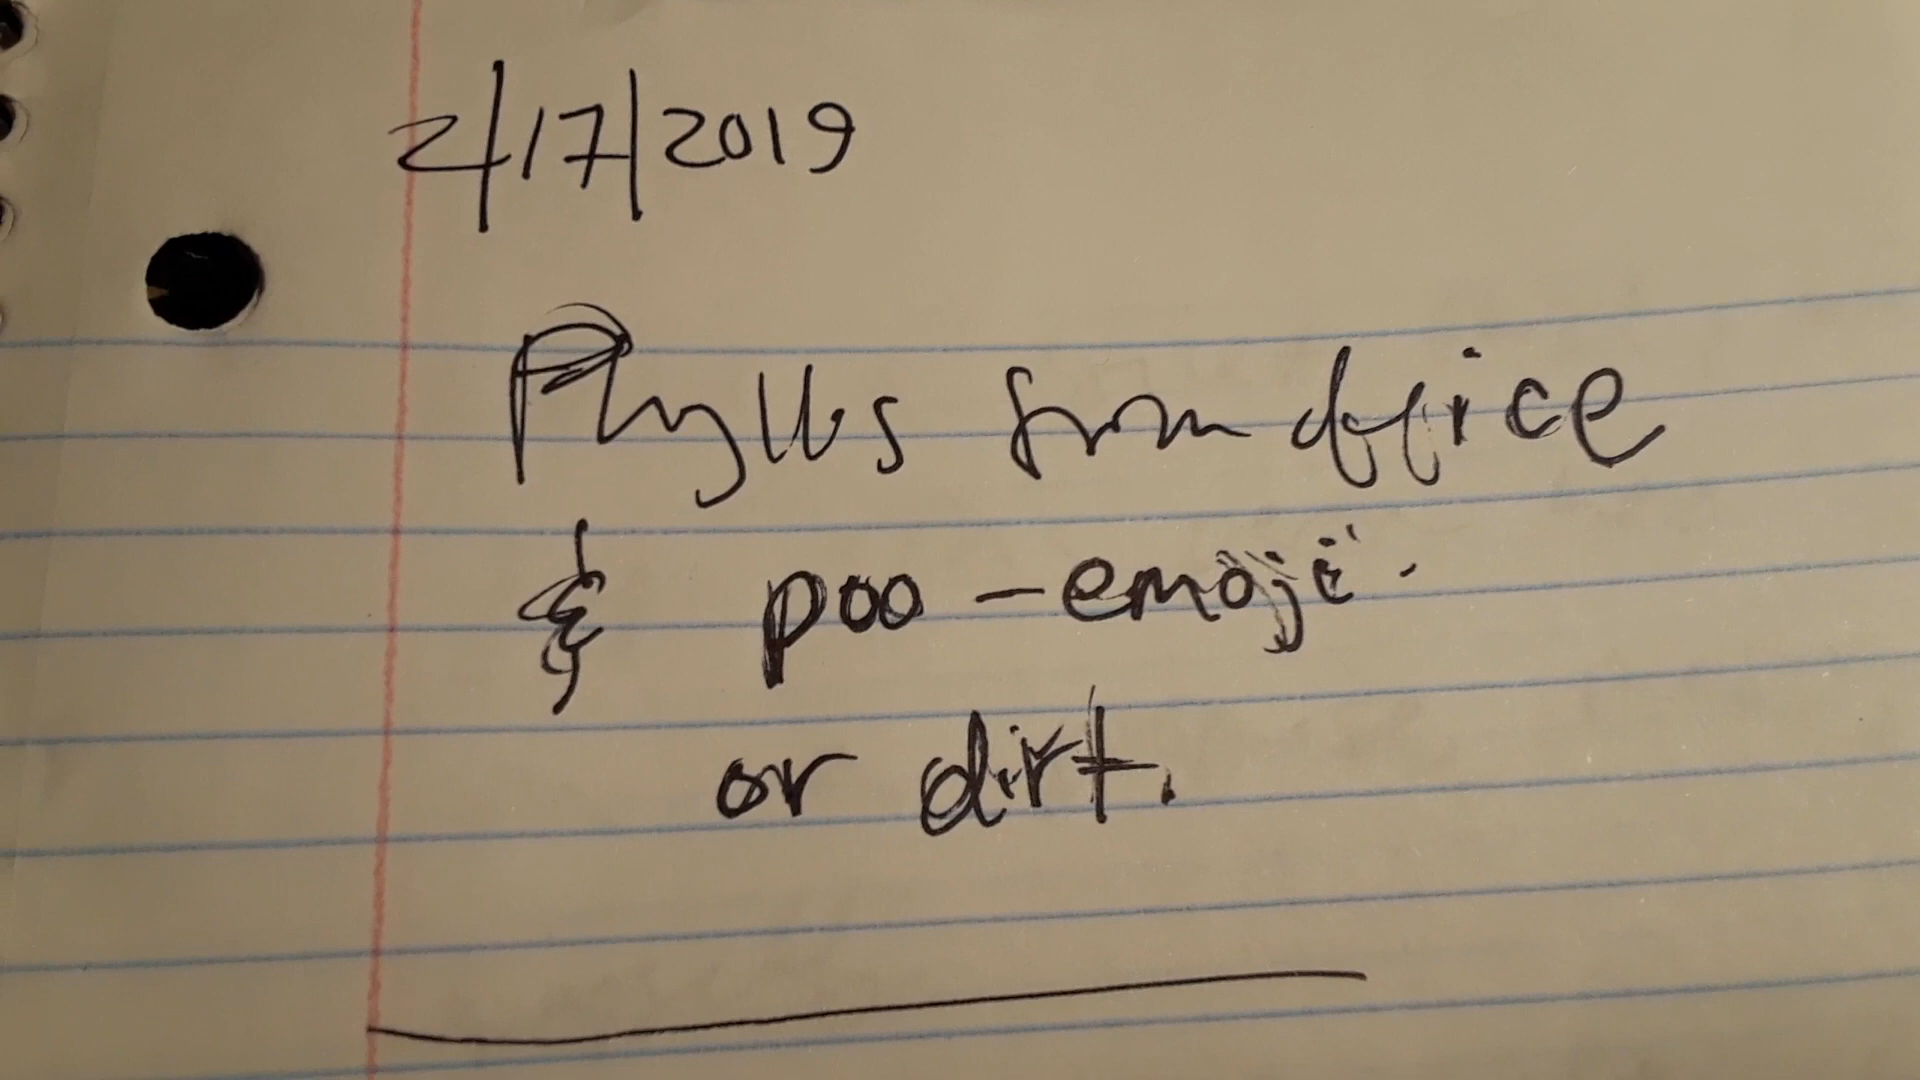 2/17/2019
Phyllis from office
& poo-emoji.
or dirt.